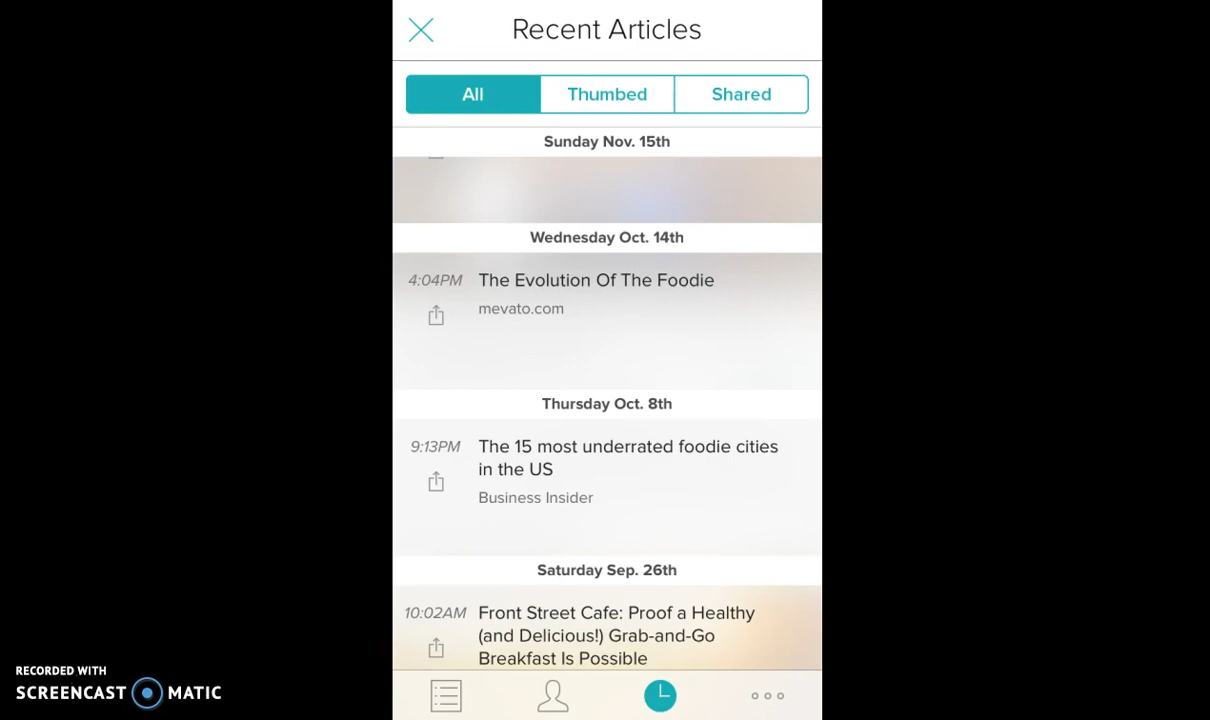 Recent Articles
All Thumbed Shared
Sunday Nov. 15th
Wednesday Oct. 14th
4:04PM The Evolution Of The Foodie
mevato.com
Thursday Oct. 8th
9:13PM The 15 most underrated foodie cities
in the US
Business Insider
Saturday Sep. 26th
10:02AM Front Street Cafe: Proof a Healthy
(and Delicious!) Grab-and-Go
Breakfast Is Possible
RECORDED WITH
SCREENCAST MATIC